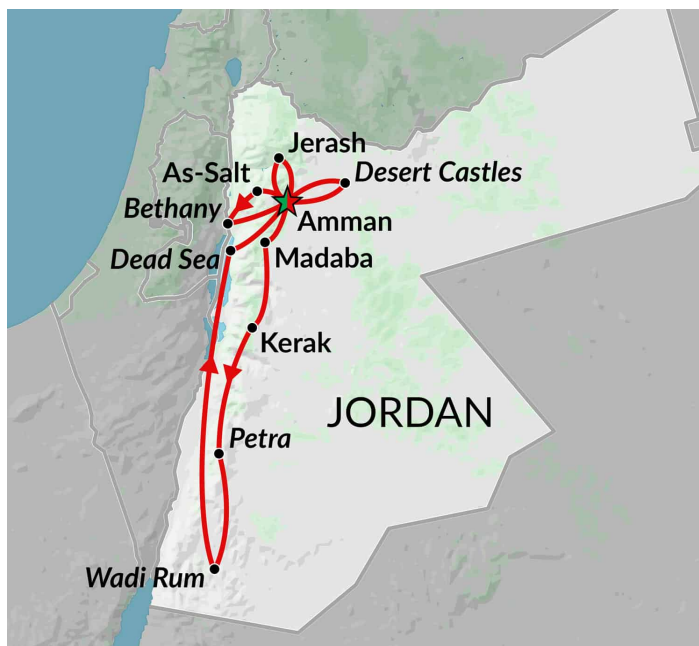 Jerash
Desert Castles
As-Salt
Bethany
Amman
Dead Sea
Madaba
Kerak
JORDAN
Petra
Wadi Rum